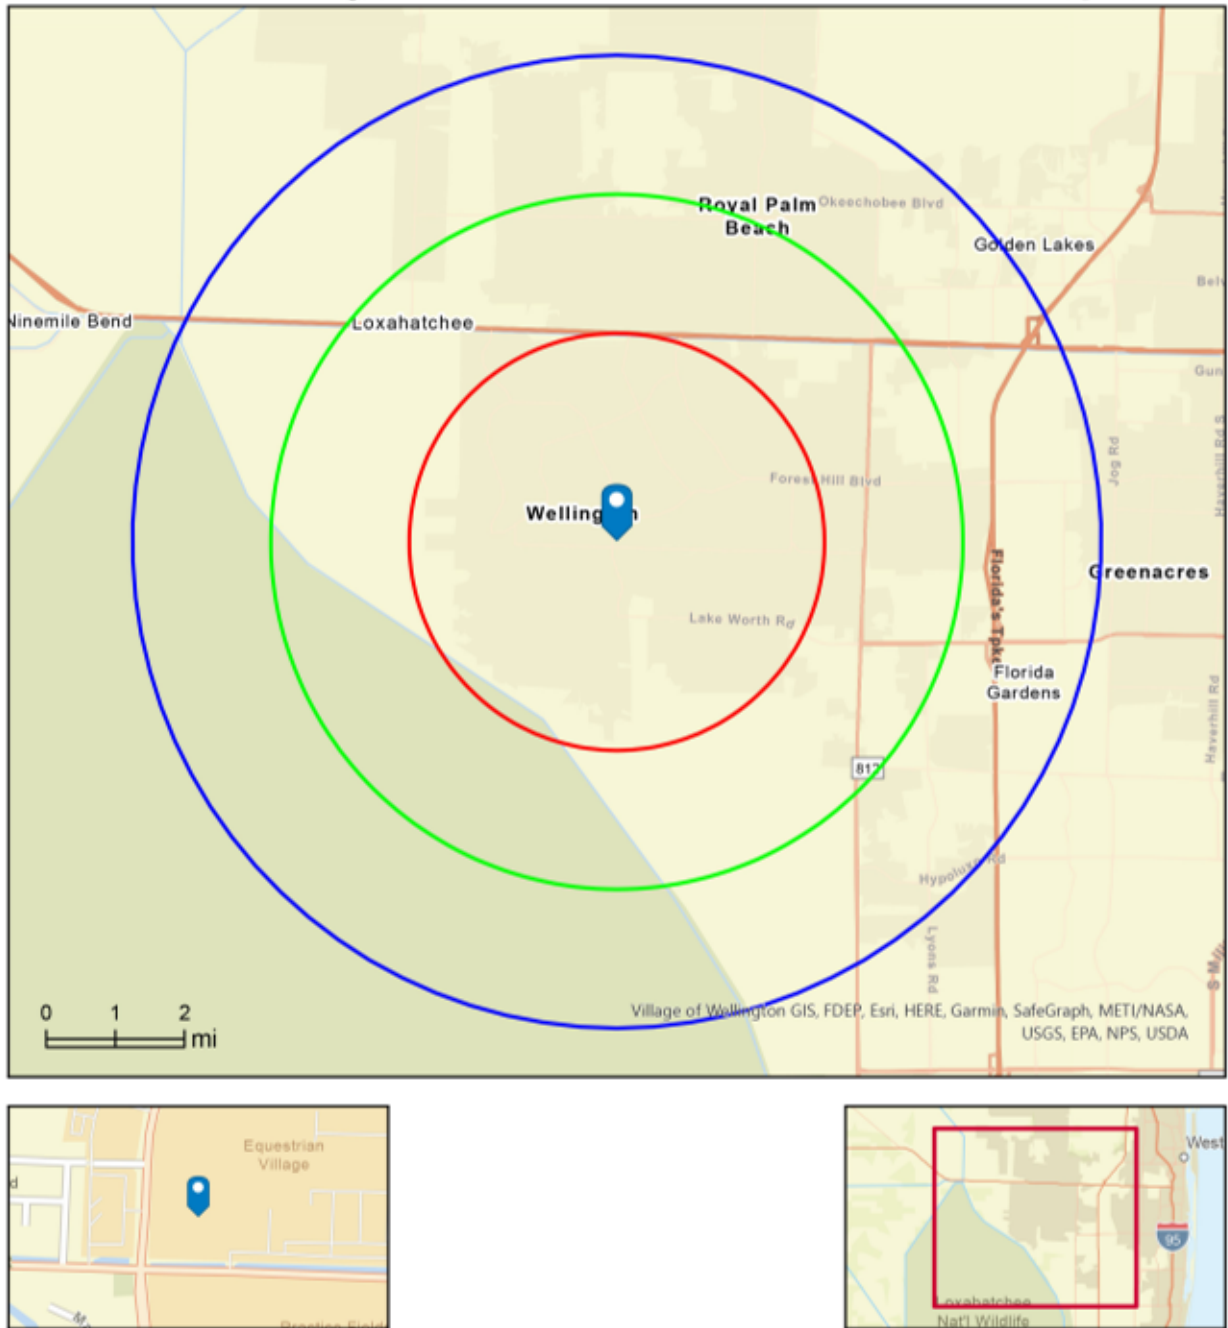 Royal Palm
Beach
Okeechobee Blvd
Golden Lakes
Ninemile Bend
Loxahatchee
Forest Hill Blvd
Jog Rd
Wellington
Florida's Tpke
Greenacres
Lake Worth Rd
Florida
Gardens
Haverhill Rd
Haverhill Rd S
Hypoluxo Rd
Lyons Rd
0 1 2
mi
Village of Wellington GIS, FDEP, Esri, HERE, Garmin, SafeGraph, METI/NASA,
USGS, EPA, NPS, USDA
Equestrian
Village
d
West
95
Loxahatchee
Nat'l Wildlife